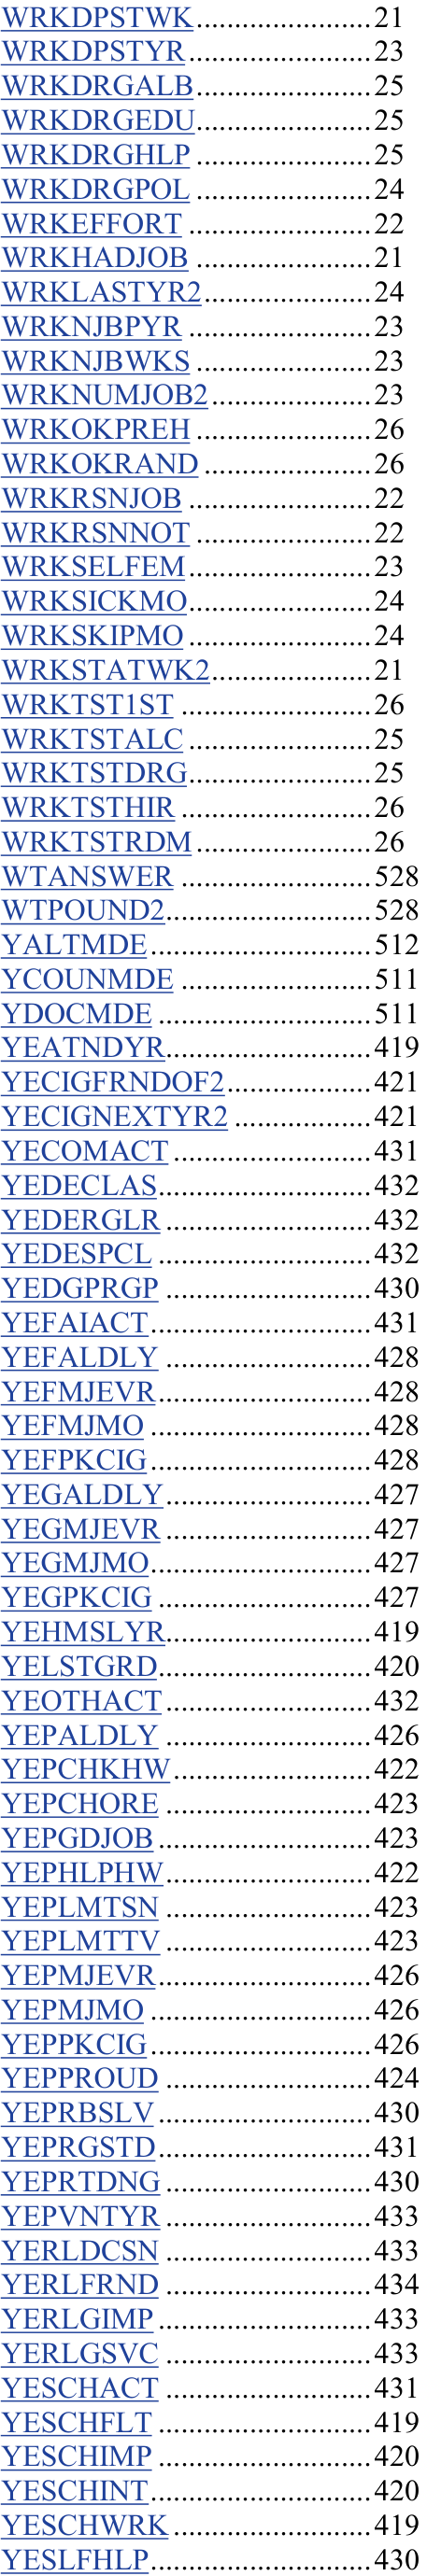 WRKDPSTWK.......................21
WRKDPSTYR ........................23
WRKDRGALB.......................25
WRKDRGEDU.......................25
WRKDRGHLP .......................25
WRKDRGPOL .......................24
WRKEFFORT ........................22
WRKHADJOB ........................21
WRKLASTYR2......................24
WRKNJBPYR ........................23
WRKNJBWKS ........................23
WRKNUMJOB2 .....................23
WRKOKPREH .......................26
WRKOKRAND ......................26
WRKRSNJOB ........................22
WRKRSNNOT .......................22
WRKSELFEM ........................23
WRKSICKMO........................24
WRKSKIPMO ........................24
WRKSTATWK2.....................21
WRKTST1ST .........................26
WRKTSTALC ........................25
WRKTSTDRG........................25
WRKTSTHIR .........................26
WRKTSTRDM .......................26
WTANSWER .........................528
WTPOUND2...........................528
YALTMDE.............................512
YCOUNMDE .........................511
YDOCMDE ............................511
YEATNDYR...........................419
YECIGFRNDOF2...................421
YECIGNEXTYR2 ..................421
YECOMACT ..........................431
YEDECLAS............................432
YEDERGLR ...........................432
YEDESPCL ............................432
YEDGPRGP ...........................430
YEFAIACT.............................431
YEFALDLY ...........................428
YEFMJEVR............................428
YEFMJMO .............................428
YEFPKCIG .............................428
YEGALDLY...........................427
YEGMJEVR ...........................427
YEGMJMO.............................427
YEGPKCIG ............................427
YEHMSLYR...........................419
YELSTGRD............................420
YEOTHACT ...........................432
YEPALDLY ...........................426
YEPCHKHW..........................422
YEPCHORE ...........................423
YEPGDJOB ............................423
YEPHLPHW...........................422
YEPLMTSN ...........................423
YEPLMTTV ...........................423
YEPMJEVR............................426
YEPMJMO .............................426
YEPPKCIG .............................426
YEPPROUD ...........................424
YEPRBSLV ............................430
YEPRGSTD............................431
YEPRTDNG ...........................430
YEPVNTYR ...........................433
YERLDCSN ...........................433
YERLFRND ...........................434
YERLGIMP ............................433
YERLGSVC ............................433
YESCHACT ...........................431
YESCHFLT ............................419
YESCHIMP ............................420
YESCHINT.............................420
YESCHWRK ..........................419
YESLFHLP.............................430